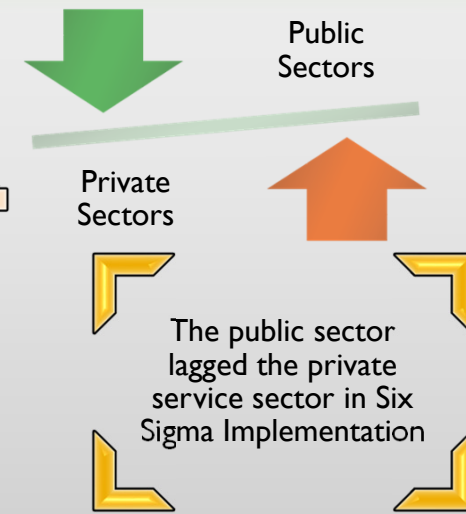 Public
Sectors
Private
Sectors
The public sector
lagged the private
service sector in Six
Sigma Implementation